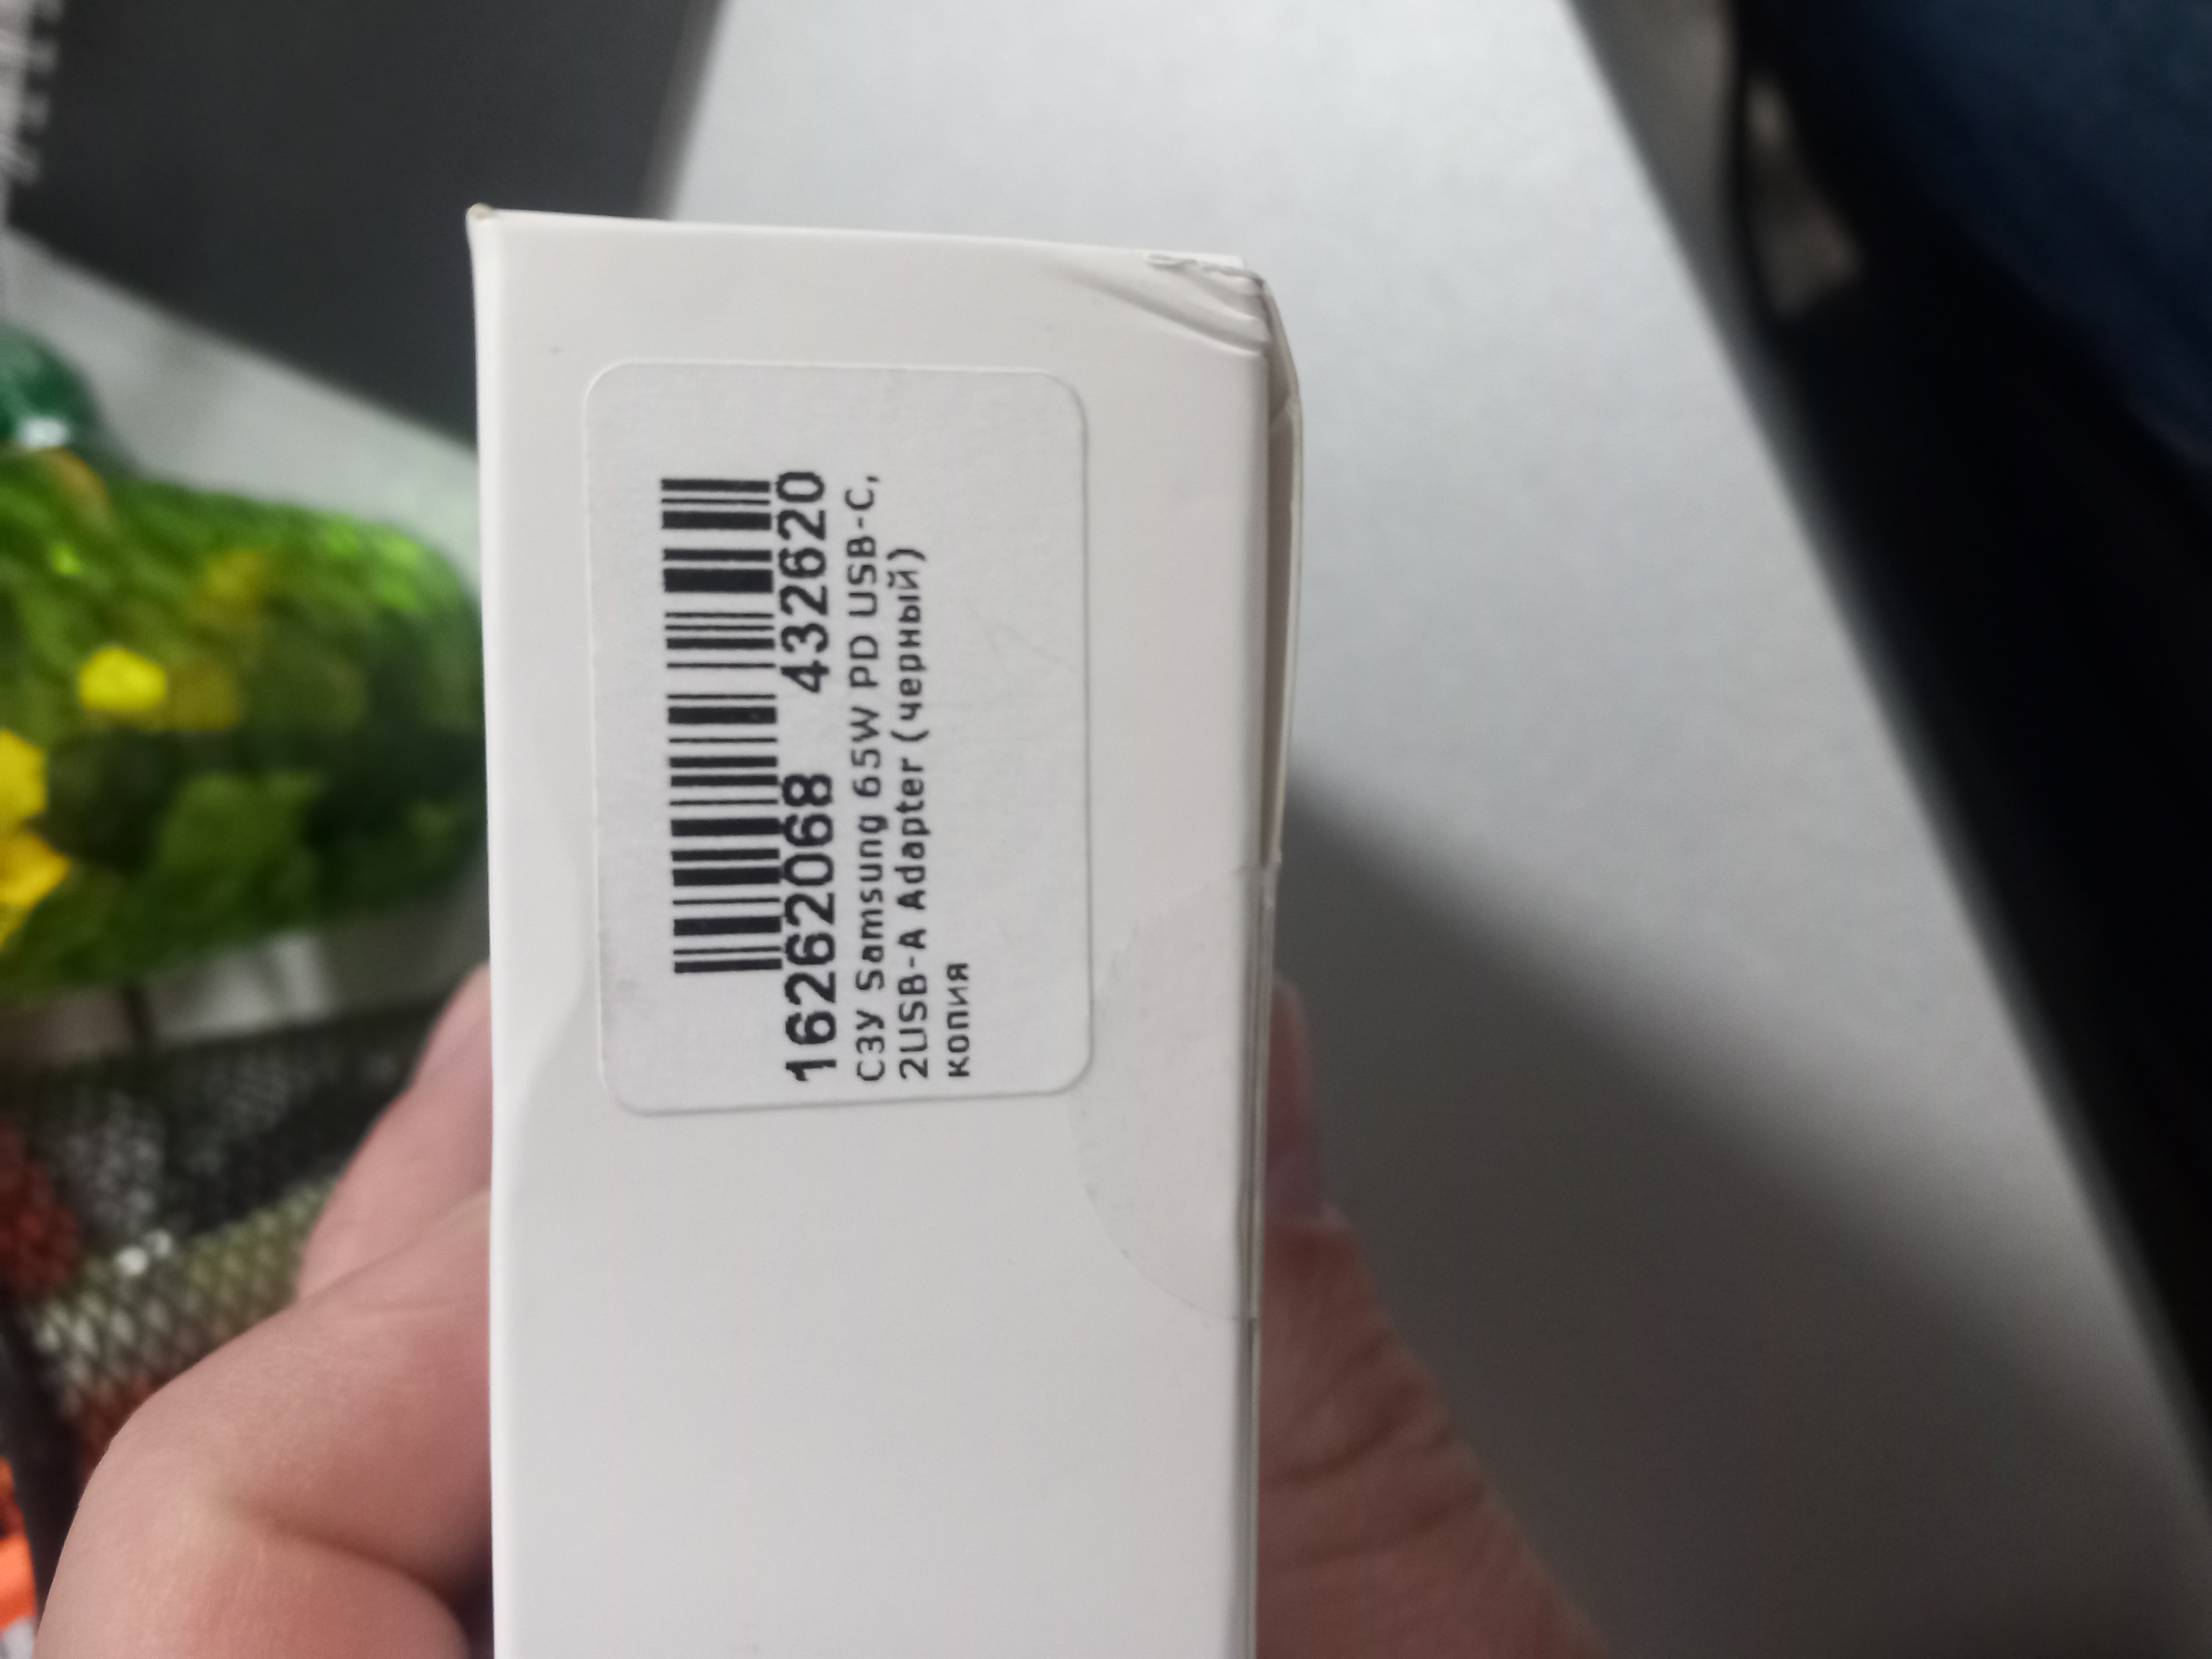 16262068 432620
СЗУ Samsung 65W PD USB-C,
2USB-A Adapter (черный)
копия